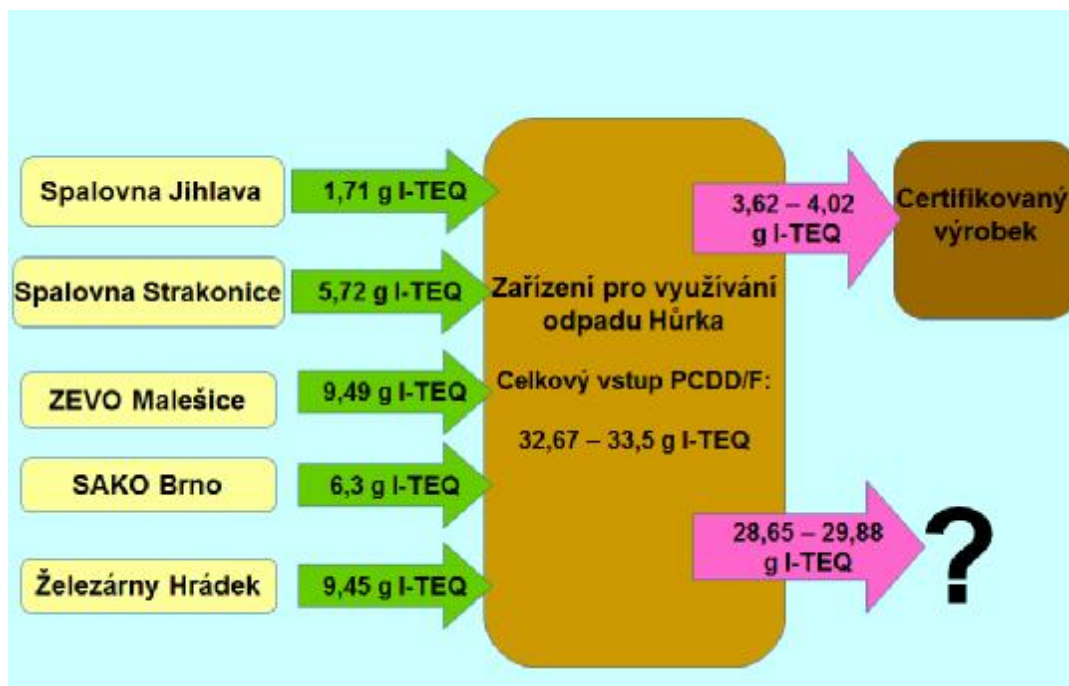 Spalovna Jihlava
1,71 g I-TEQ
Spalovna Strakonice
5,72 g I-TEQ
ZEVO Malešice
9,49 g I-TEQ
SAKO Brno
6,3 g I-TEQ
Železárny Hrádek
9,45 g I-TEQ
Zařízení pro využívání
odpadu Hůrka
Celkový vstup PCDD/F:
32,67 – 33,5 g I-TEQ
3,62 – 4,02
g I-TEQ
Certifikovaný
výrobek
28,65 – 29,88
g I-TEQ
?